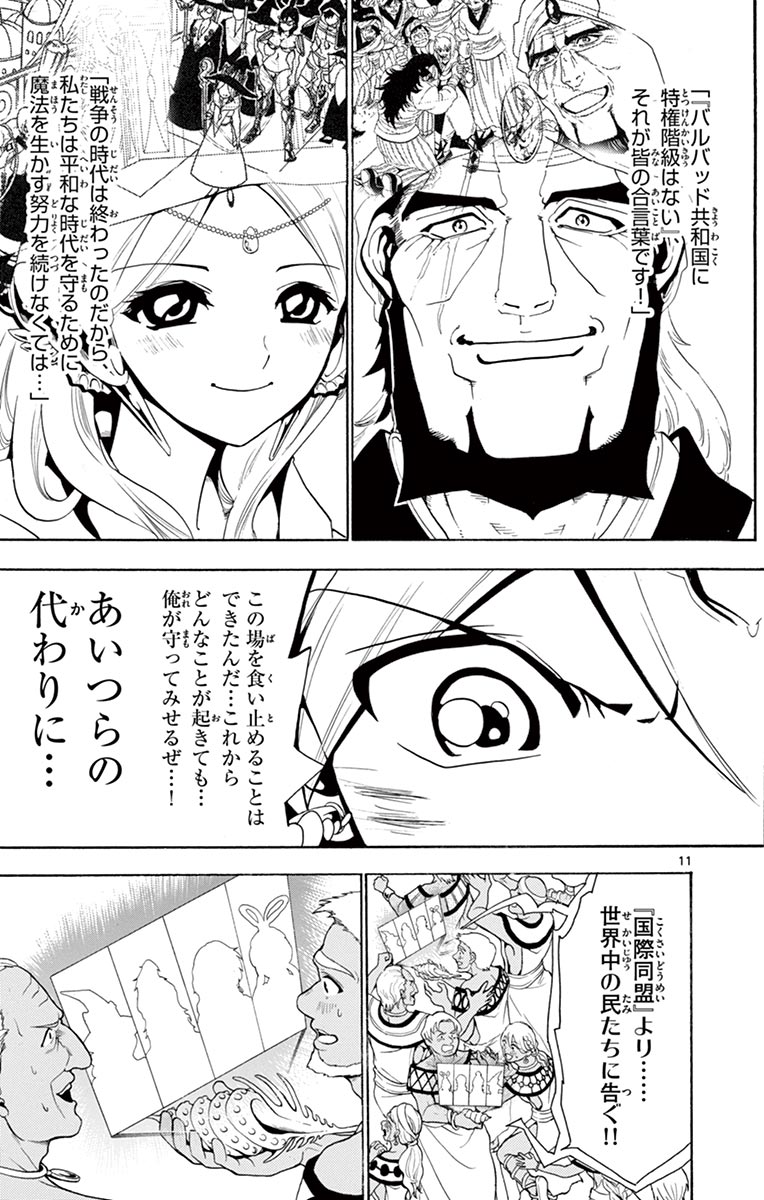 「『バルバッド共和国に
特権階級はない』、
それが皆の合言葉です!」
「戦争の時代は終わったのだから、
私たちは平和な時代を守るために
魔法を生かす努力を続けなくては…」
この場を食い止めることは
できたんだ…これから
どんなことが起きても…
俺が守ってみせるぜ…!
あいつらの
代わりに…
11
『国際同盟』より……
世界中の民たちに告ぐ!!